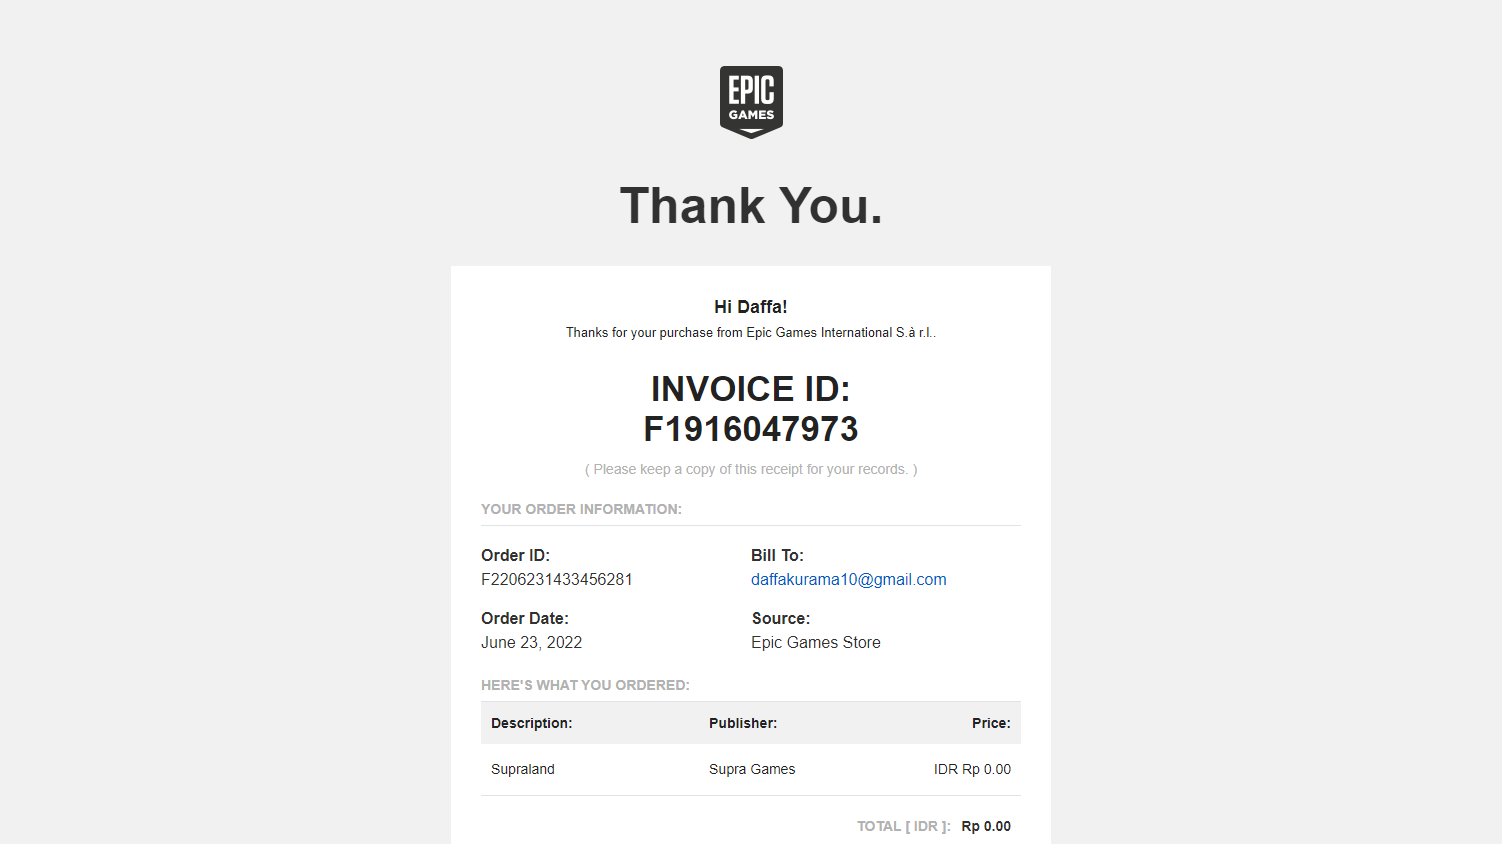 EPIC
GAMES
Thank You.
Hi Daffa!
Thanks for your purchase from Epic Games International S.à r.l..
INVOICE ID:
F1916047973
( Please keep a copy of this receipt for your records. )
YOUR ORDER INFORMATION:
Order ID: Bill To:
F2206231433456281 daffakurama10@gmail.com
Order Date: Source:
June 23, 2022 Epic Games Store
HERE'S WHAT YOU ORDERED:
Description: Publisher: Price:
Supraland Supra Games IDR Rp 0.00
TOTAL [ IDR ]: Rp 0.00